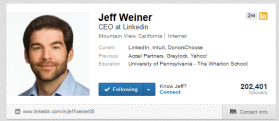 Jeff Weiner
2nd in
CEO at Linkedin
Mountain View, California | Internet
Current LinkedIn, Intuit, DonorsChoose
Previous Accel Partners, Greylock, Yahoo!
Education University of Pennsylvania - The Wharton School
Following
Know Jeff?
Connect
202,401
followers
www.linkedin.com/in/jeffweiner08
Contact Info